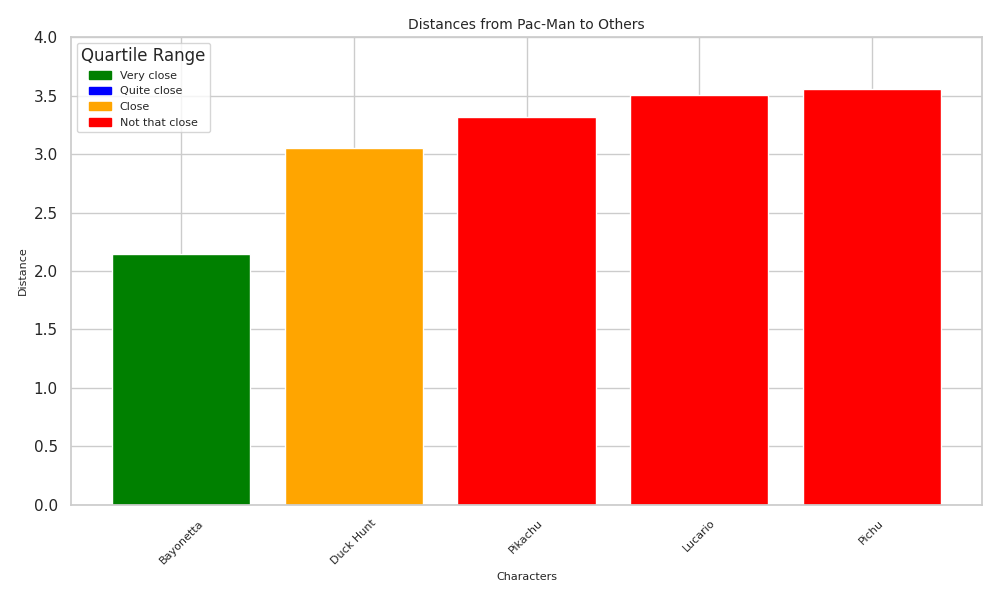 Distances from Pac-Man to Others
Quartile Range
Very close
Quite close
Close
Not that close
4.0
3.5
3.0
2.5
2.0
1.5
1.0
0.5
0.0
Distance
Bayonetta
Duck Hunt
Pikachu
Lucario
Pichu
Characters